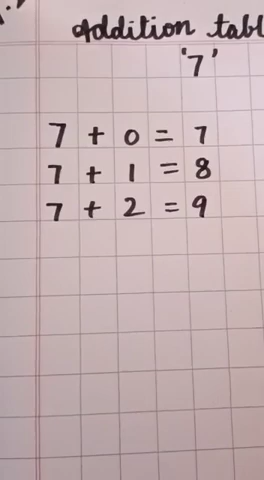 addition tabl
'7'
7 + 0 = 7
7 + 1 = 8
7 + 2 = 9